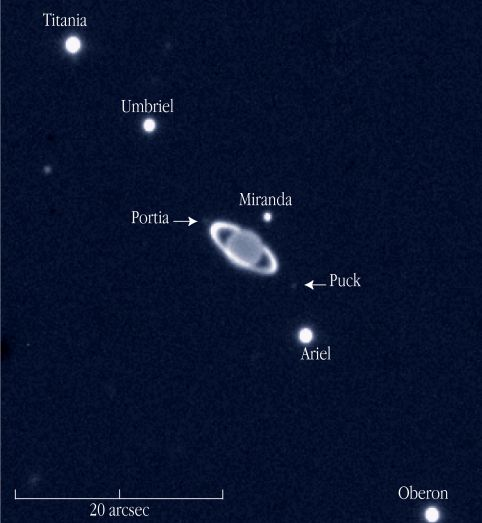 Titania
Umbriel
Miranda
Portia
Puck
Ariel
Oberon
20 arcsec